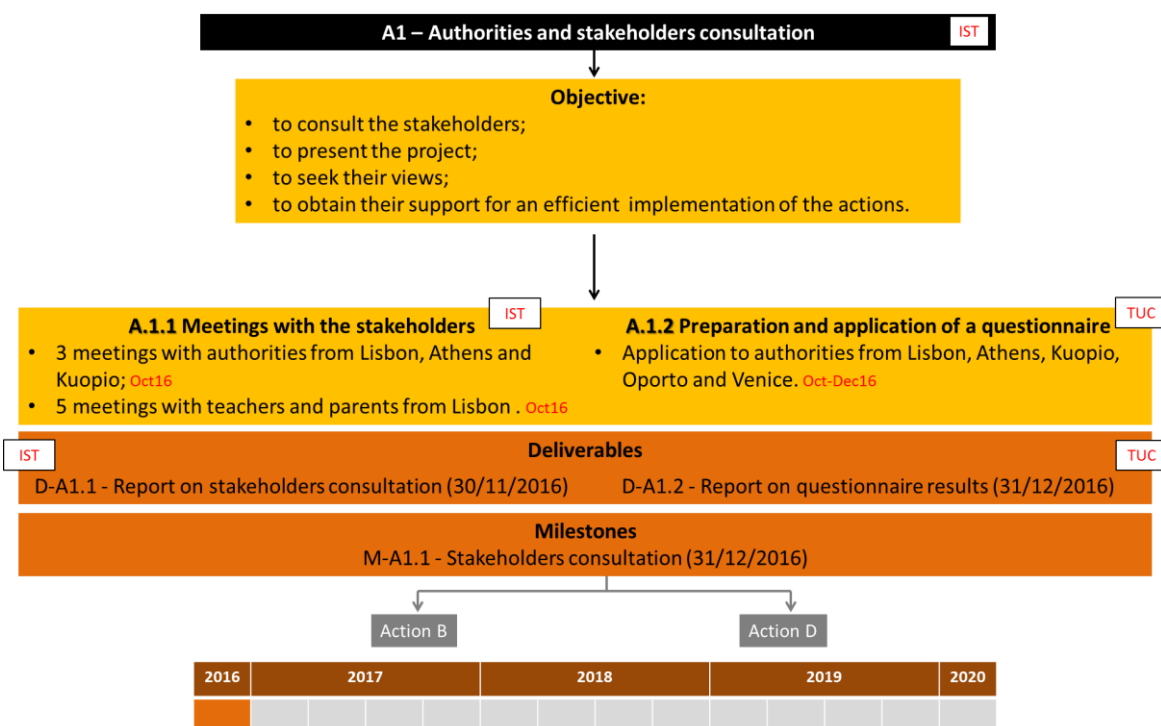 A1 – Authorities and stakeholders consultation
IST
Objective:
• to consult the stakeholders;
• to present the project;
• to seek their views;
• to obtain their support for an efficient implementation of the actions.
A.1.1 Meetings with the stakeholders
IST
• 3 meetings with authorities from Lisbon, Athens and
Kuopio; Oct16
• 5 meetings with teachers and parents from Lisbon . Oct16
A.1.2 Preparation and application of a questionnaire
TUC
• Application to authorities from Lisbon, Athens, Kuopio,
Oporto and Venice. Oct-Dec16
IST
Deliverables
TUC
D-A1.1 - Report on stakeholders consultation (30/11/2016)
D-A1.2 - Report on questionnaire results (31/12/2016)
Milestones
M-A1.1 - Stakeholders consultation (31/12/2016)
Action B
Action D
2016 2017 2018 2019 2020